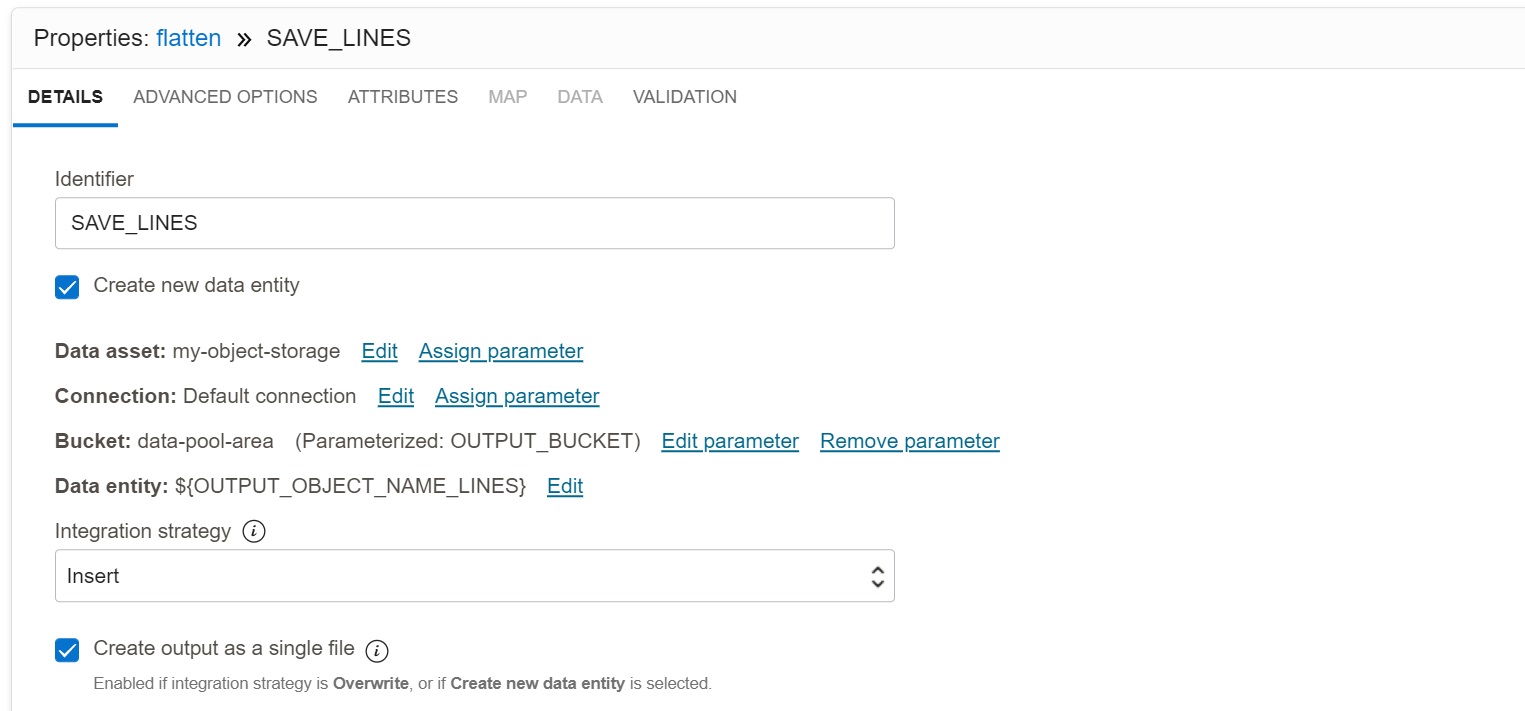 Properties: flatten » SAVE_LINES
DETAILS ADVANCED OPTIONS ATTRIBUTES MAP DATA VALIDATION
Identifier
SAVE_LINES
Create new data entity
Data asset: my-object-storage Edit Assign parameter
Connection: Default connection Edit Assign parameter
Bucket: data-pool-area (Parameterized: OUTPUT_BUCKET) Edit parameter Remove parameter
Data entity: ${OUTPUT_OBJECT_NAME_LINES} Edit
Integration strategy i
Insert
Create output as a single file i
Enabled if integration strategy is Overwrite, or if Create new data entity is selected.